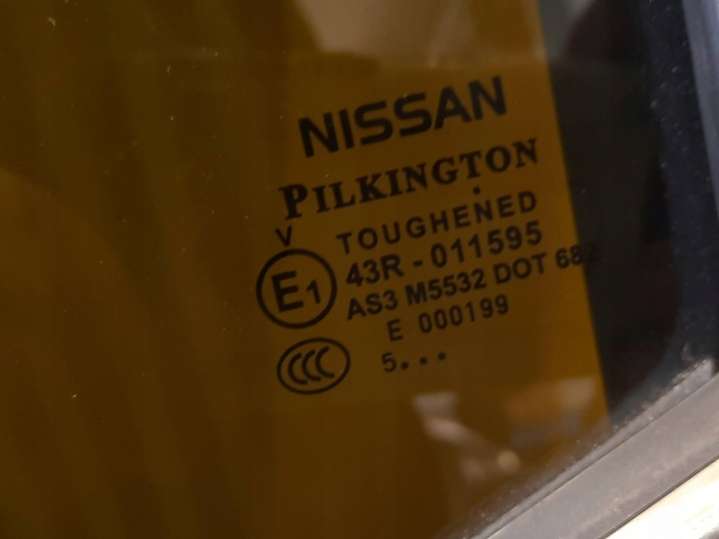 NISSAN
PILKINGTON
TOUGHENED
V
E1
43R - 011595
AS3 M5532 DOT 682
E 000199
CCC
5...